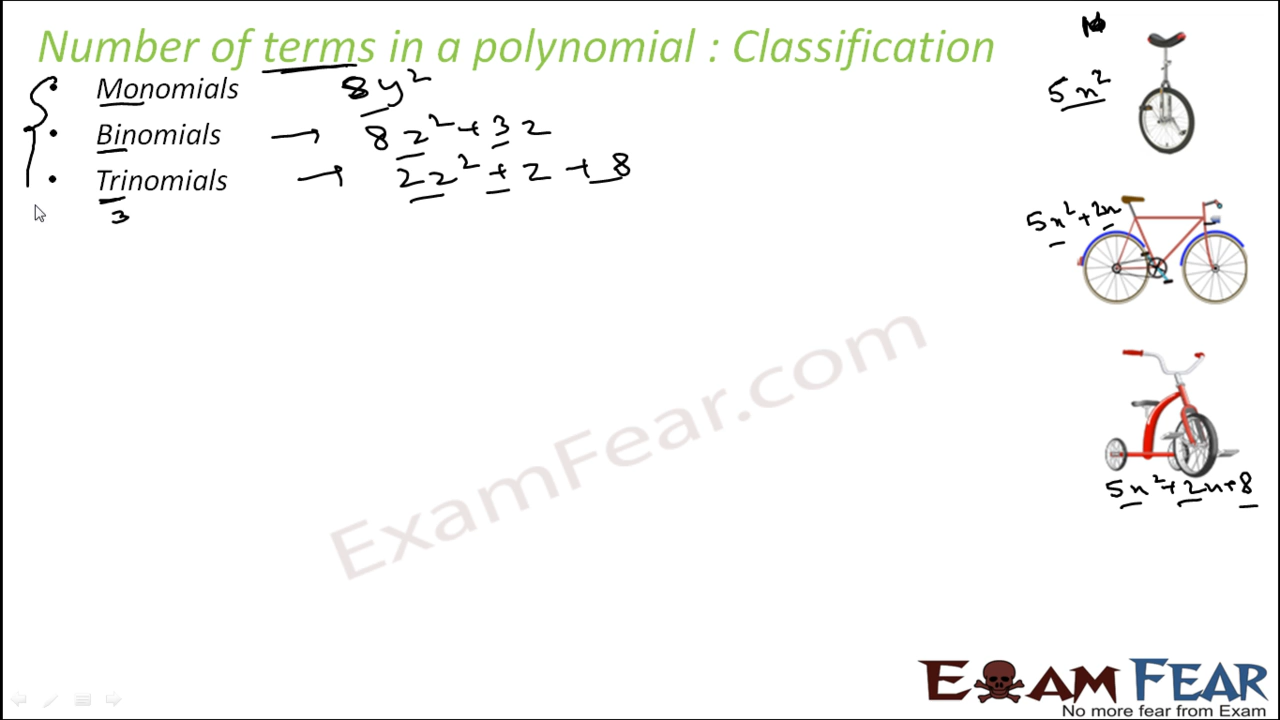 Number of terms in a polynomial : Classification
• Monomials 8y²
• Binomials → 8z² + 3z
• Trinomials → 2z² + z + 8
3
5x²
5x² + 2x
5x² + 2x + 8
ExamFear.com
EXAM FEAR
No more fear from Exam